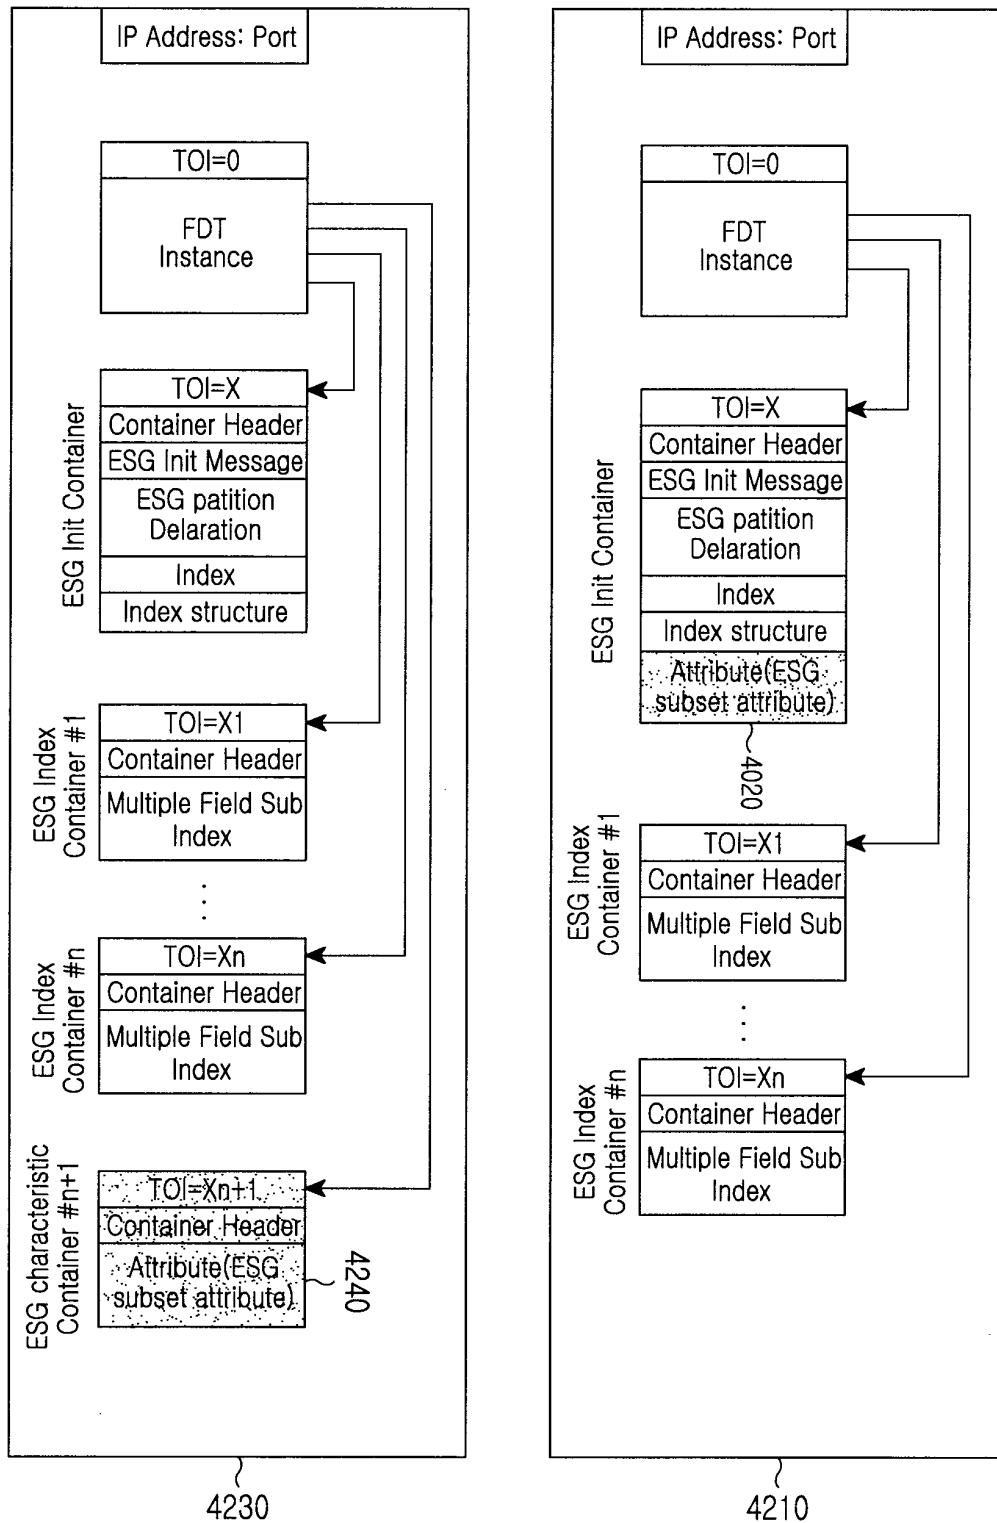 IP Address: Port
TOI=0
FDT
Instance
ESG Init Container
TOI=X
Container Header
ESG Init Message
ESG patition
Delaration
Index
Index structure
ESG Index
Container #1
TOI=X1
Container Header
Multiple Field Sub
Index
ESG Index
Container #n
TOI=Xn
Container Header
Multiple Field Sub
Index
ESG characteristic
Container #n+1
TOI=Xn+1
Container Header
Attribute(ESG
subset attribute)
4240
4230
IP Address: Port
TOI=0
FDT
Instance
ESG Init Container
TOI=X
Container Header
ESG Init Message
ESG patition
Delaration
Index
Index structure
Attribute(ESG
subset attribute)
4020
ESG Index
Container #1
TOI=X1
Container Header
Multiple Field Sub
Index
ESG Index
Container #n
TOI=Xn
Container Header
Multiple Field Sub
Index
4210